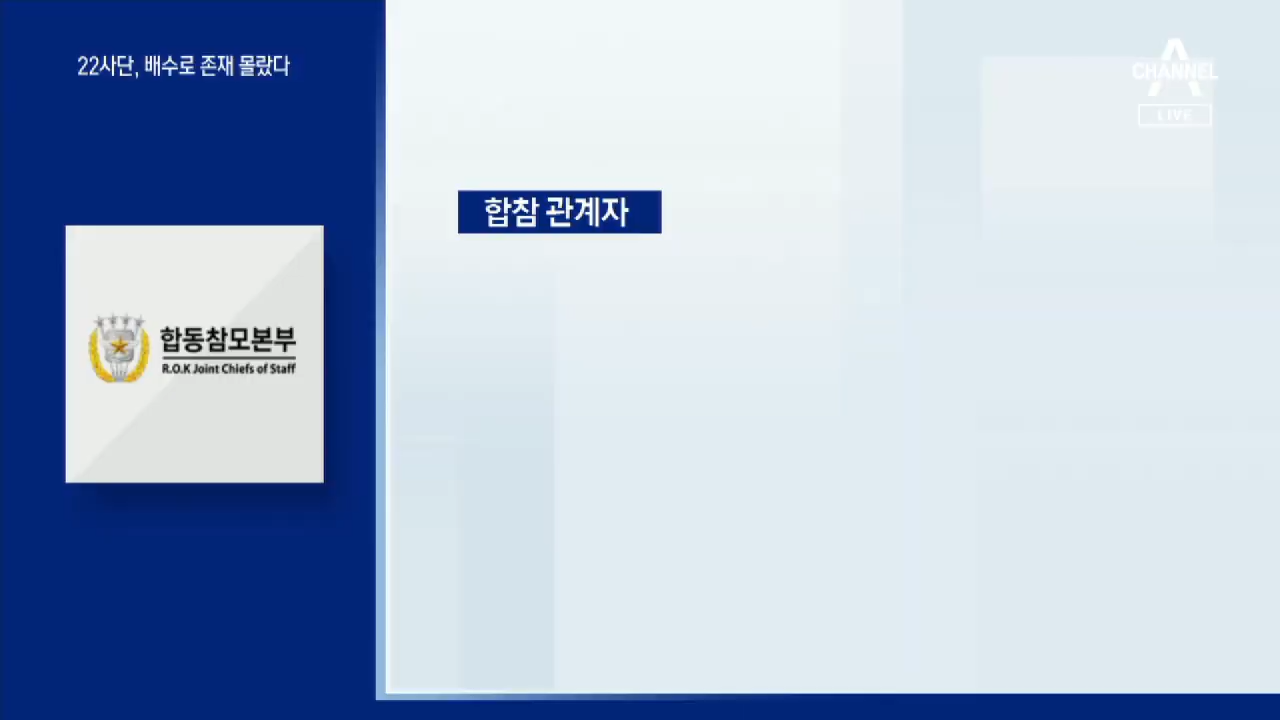 22사단, 배수로 존재 몰랐다
CHANNEL A
LIVE
합참 관계자
합동참모본부
R.O.K Joint Chiefs of Staff